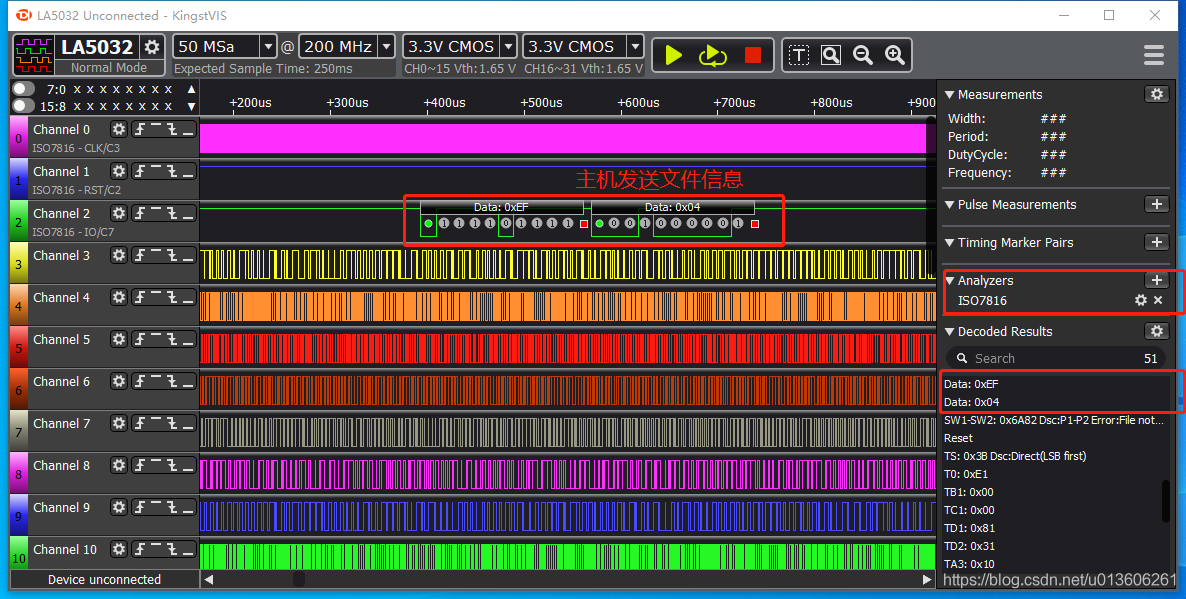 LA5032 Unconnected - KingstVIS
LA5032
Normal Mode
50 MSa @ 200 MHz
Expected Sample Time: 250ms
3.3V CMOS
CH0~15 Vth:1.65 V
3.3V CMOS
CH16~31 Vth:1.65 V
7:0 X X X X X X X X
15:8 X X X X X X X X
+200us +300us +400us +500us +600us +700us +800us +900
0 Channel 0
ISO7816 - CLK/C3
1 Channel 1
ISO7816 - RST/C2
主机发送文件信息
2 Channel 2
ISO7816 - IO/C7
Data: 0xEF Data: 0x04
1 1 1 1 0 1 1 1 1 0 0 1 0 0 0 0 0 1
3 Channel 3
4 Channel 4
5 Channel 5
6 Channel 6
7 Channel 7
8 Channel 8
9 Channel 9
10 Channel 10
Device unconnected
Measurements
Width: ###
Period: ###
DutyCycle: ###
Frequency: ###
Pulse Measurements
Timing Marker Pairs
Analyzers
ISO7816
Decoded Results
Search 51
Data: 0xEF
Data: 0x04
SW1-SW2: 0x6A82 Dsc:P1-P2 Error:File not...
Reset
TS: 0x3B Dsc:Direct(LSB first)
T0: 0xE1
TB1: 0x00
TC1: 0x00
TD1: 0x81
TD2: 0x31
TA3: 0x10
https://blog.csdn.net/u013606261